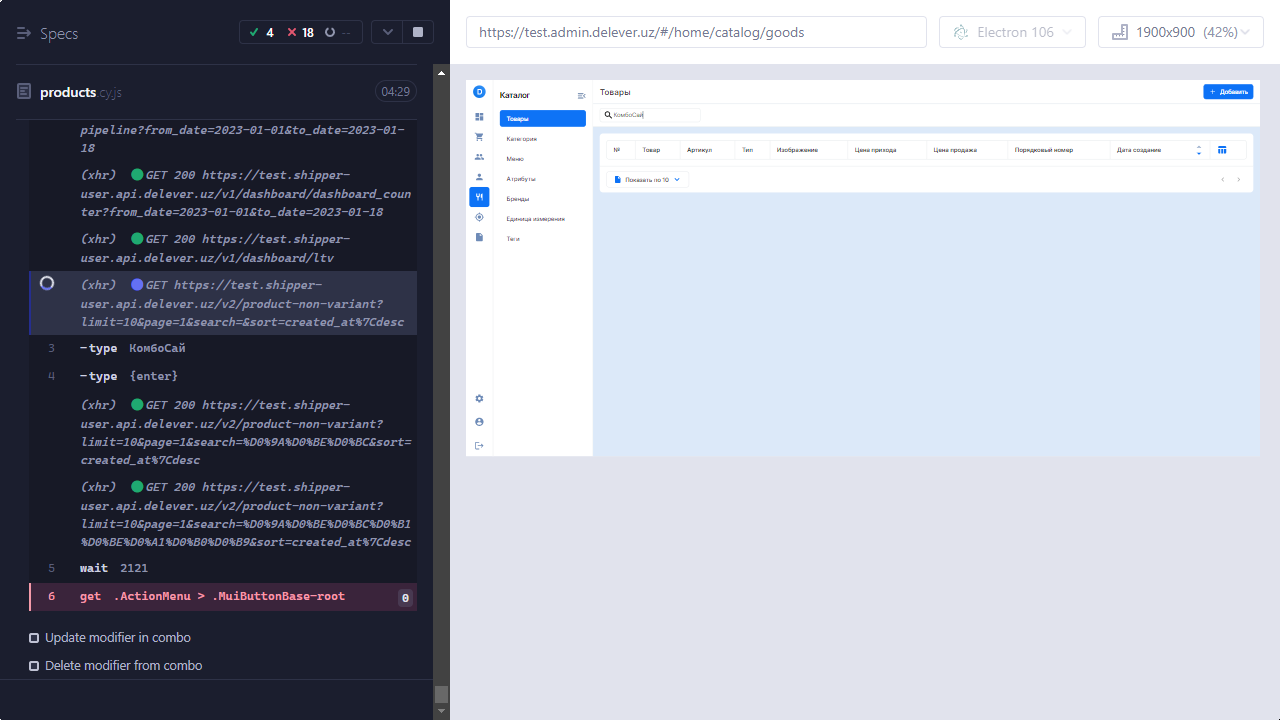 Specs
4
18
--
products.cy.js
04:29
pipeline?from_date=2023-01-01&to_date=2023-01-
18
(xhr) GET 200 https://test.shipper-
user.api.delever.uz/v1/dashboard/dashboard_coun
ter?from_date=2023-01-01&to_date=2023-01-18
(xhr) GET 200 https://test.shipper-
user.api.delever.uz/v1/dashboard/ltv
(xhr) GET https://test.shipper-
user.api.delever.uz/v2/product-non-variant?
limit=10&page=1&search=&sort=created_at%7Cdesc
3 -type КомбоСай
4 -type {enter}
(xhr) GET 200 https://test.shipper-
user.api.delever.uz/v2/product-non-variant?
limit=10&page=1&search=%D0%9A%D0%BE%D0%BC&sort=
created_at%7Cdesc
(xhr) GET 200 https://test.shipper-
user.api.delever.uz/v2/product-non-variant?
limit=10&page=1&search=%D0%9A%D0%BE%D0%BC%D0%B1
%D0%BE%D0%A1%D0%B0%D0%B9&sort=created_at%7Cdesc
5 wait 2121
6 get .ActionMenu > .MuiButtonBase-root 0
Update modifier in combo
Delete modifier from combo
https://test.admin.delever.uz/#/home/catalog/goods
Electron 106
1900x900 (42%)
D
Каталог
Товары
Категория
Меню
Атрибуты
Бренды
Единица измерения
Теги
Товары
+ Добавить
КомбоСай
№ Товар Артикул Тип Изображение Цена прихода Цена продажа Порядковый номер Дата создание
Показать по 10